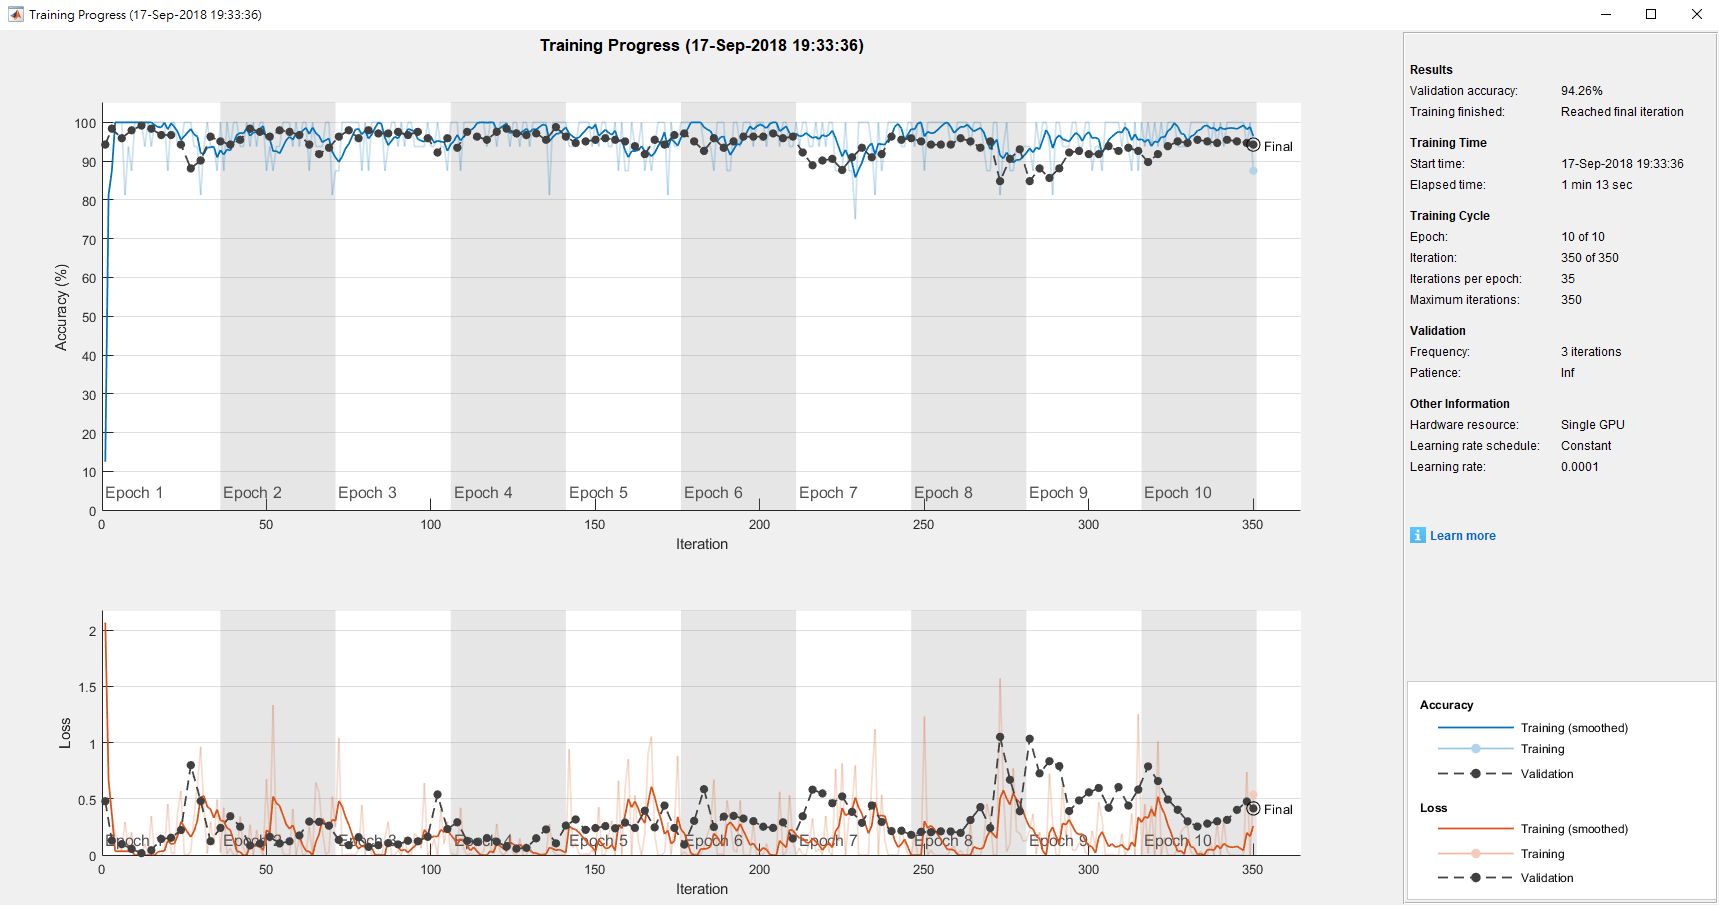 Training Progress (17-Sep-2018 19:33:36)
Training Progress (17-Sep-2018 19:33:36)
100
90
80
70
60
50
40
30
20
10
0
Accuracy (%)
Final
Epoch 1 Epoch 2 Epoch 3 Epoch 4 Epoch 5 Epoch 6 Epoch 7 Epoch 8 Epoch 9 Epoch 10
0 50 100 150 200 250 300 350
Iteration
2
1.5
1
0.5
0
Loss
Final
Epoch 1 Epoch 2 Epoch 3 Epoch 4 Epoch 5 Epoch 6 Epoch 7 Epoch 8 Epoch 9 Epoch 10
0 50 100 150 200 250 300 350
Iteration
Results
Validation accuracy: 94.26%
Training finished: Reached final iteration
Training Time
Start time: 17-Sep-2018 19:33:36
Elapsed time: 1 min 13 sec
Training Cycle
Epoch: 10 of 10
Iteration: 350 of 350
Iterations per epoch: 35
Maximum iterations: 350
Validation
Frequency: 3 iterations
Patience: Inf
Other Information
Hardware resource: Single GPU
Learning rate schedule: Constant
Learning rate: 0.0001
i Learn more
Accuracy
Training (smoothed)
Training
Validation
Loss
Training (smoothed)
Training
Validation